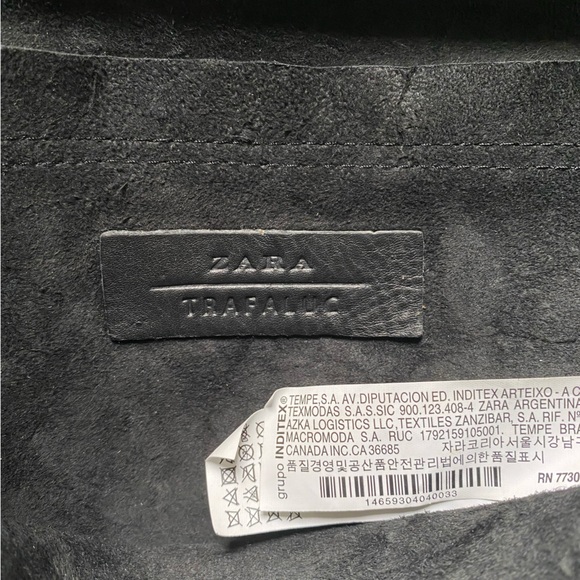 ZARA
TRAFALUC
grupo INDITEX®
TEMPE,S.A. AV.DIPUTACION ED. INDITEX ARTEIXO - A C
TEXMODAS S.A.S.SIC 900.123.408-4 ZARA ARGENTINA
AZKA LOGISTICS LLC,TEXTILES ZANZIBAR, S.A. RIF. Nº
MACROMODA S.A. RUC 1792159105001. TEMPE BRA
CANADA INC.CA36685 자라코리아서울시강남구
품질경영및공산품안전관리법에의한품질표시
RN 7730
14659304040033